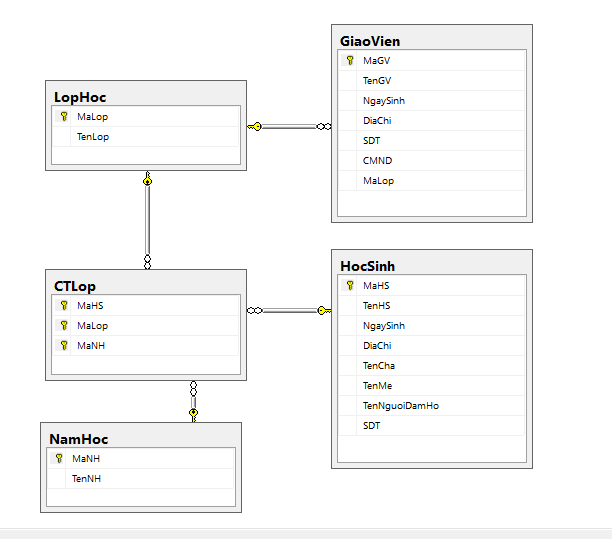 LopHoc
MaLop
TenLop
GiaoVien
MaGV
TenGV
NgaySinh
DiaChi
SDT
CMND
MaLop
CTLop
MaHS
MaLop
MaNH
HocSinh
MaHS
TenHS
NgaySinh
DiaChi
TenCha
TenMe
TenNguoiDamHo
SDT
NamHoc
MaNH
TenNH